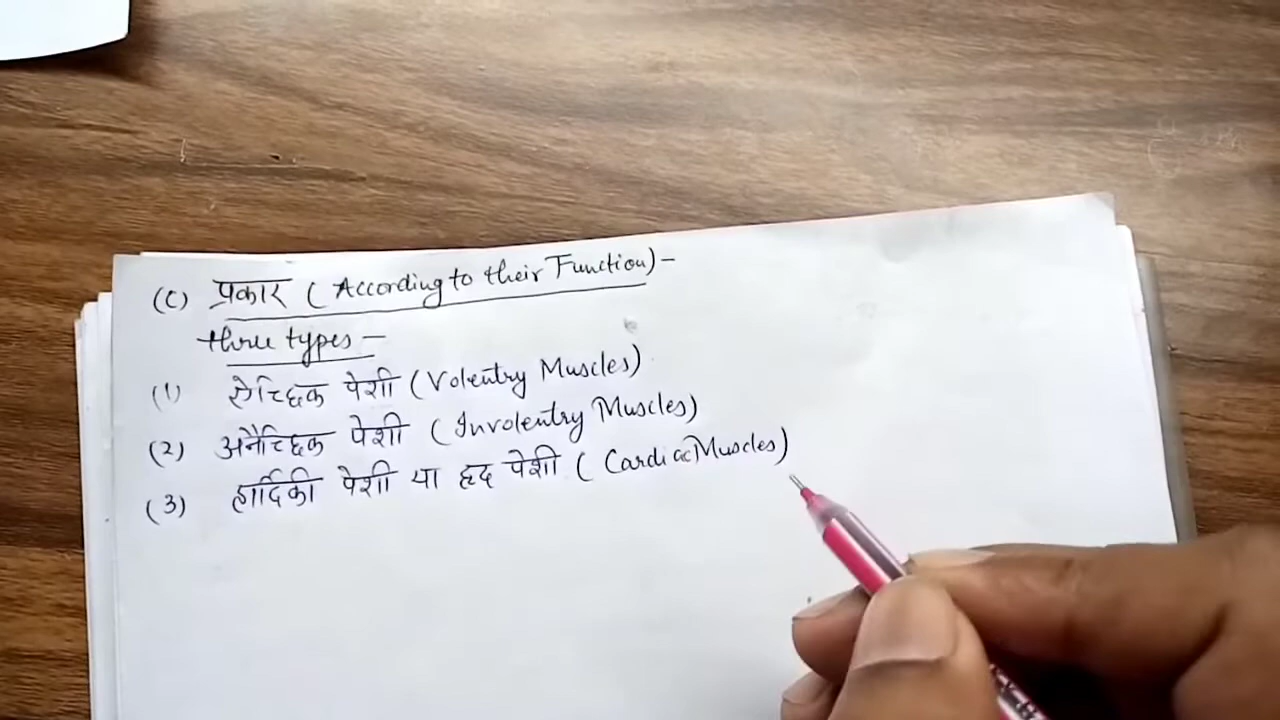 (C) प्रकार ( According to their Function) -
three types -
(1) ऐच्छिक पेशी (Volentry Muscles)
(2) अनैच्छिक पेशी ( Involentry Muscles)
(3) हार्दिकी पेशी या हृद पेशी ( Cardiac Muscles)